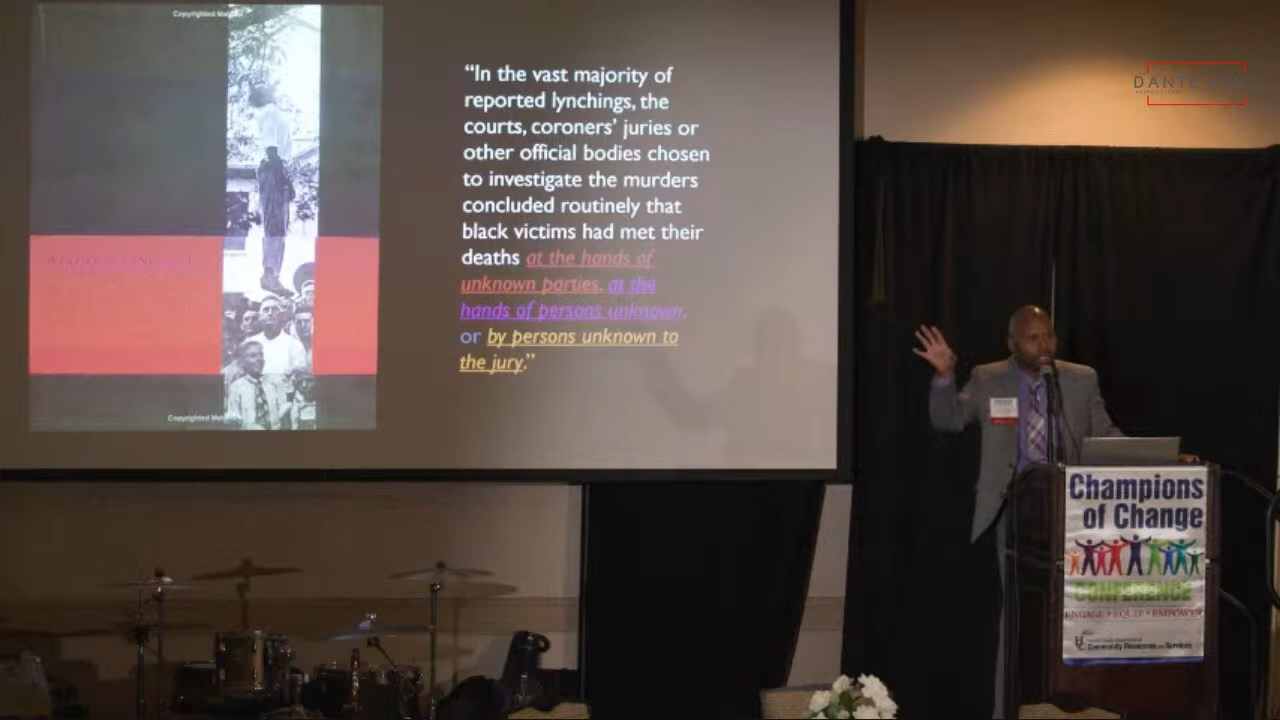 Copyrighted
“In the vast majority of
reported lynchings, the
courts, coroners’ juries or
other official bodies chosen
to investigate the murders
concluded routinely that
black victims had met their
deaths at the hands of
unknown parties, at the
hands of persons unknown,
or by persons unknown to
the jury.”
Copyrighted
DANTE
Champions
of Change
CONFERENCE
ENGAGE • EQUIP • EMPOWER
Community Resources and Services